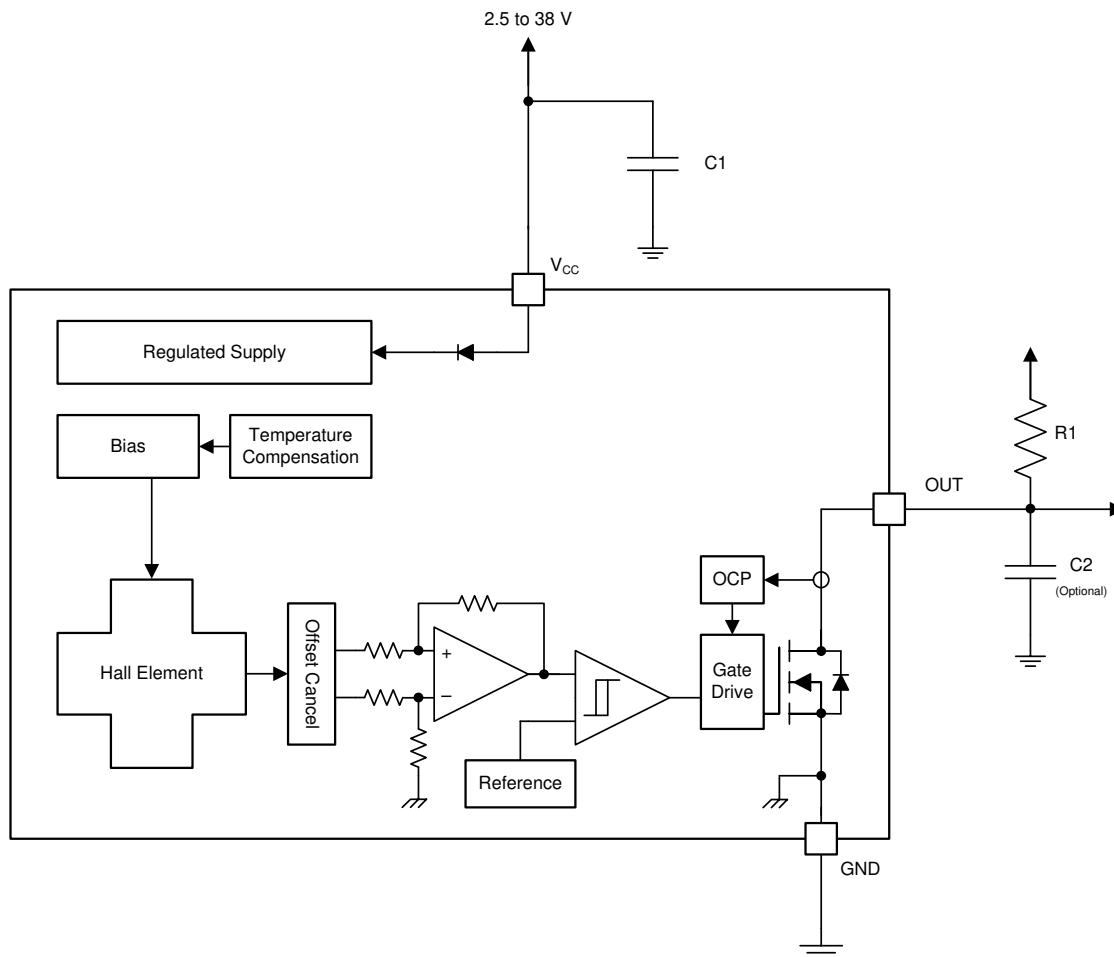 2.5 to 38 V
C1
VCC
Regulated Supply
Bias
Temperature
Compensation
R1
OUT
C2
(Optional)
OCP
Hall Element
Offset Cancel
+
–
Gate
Drive
Reference
GND